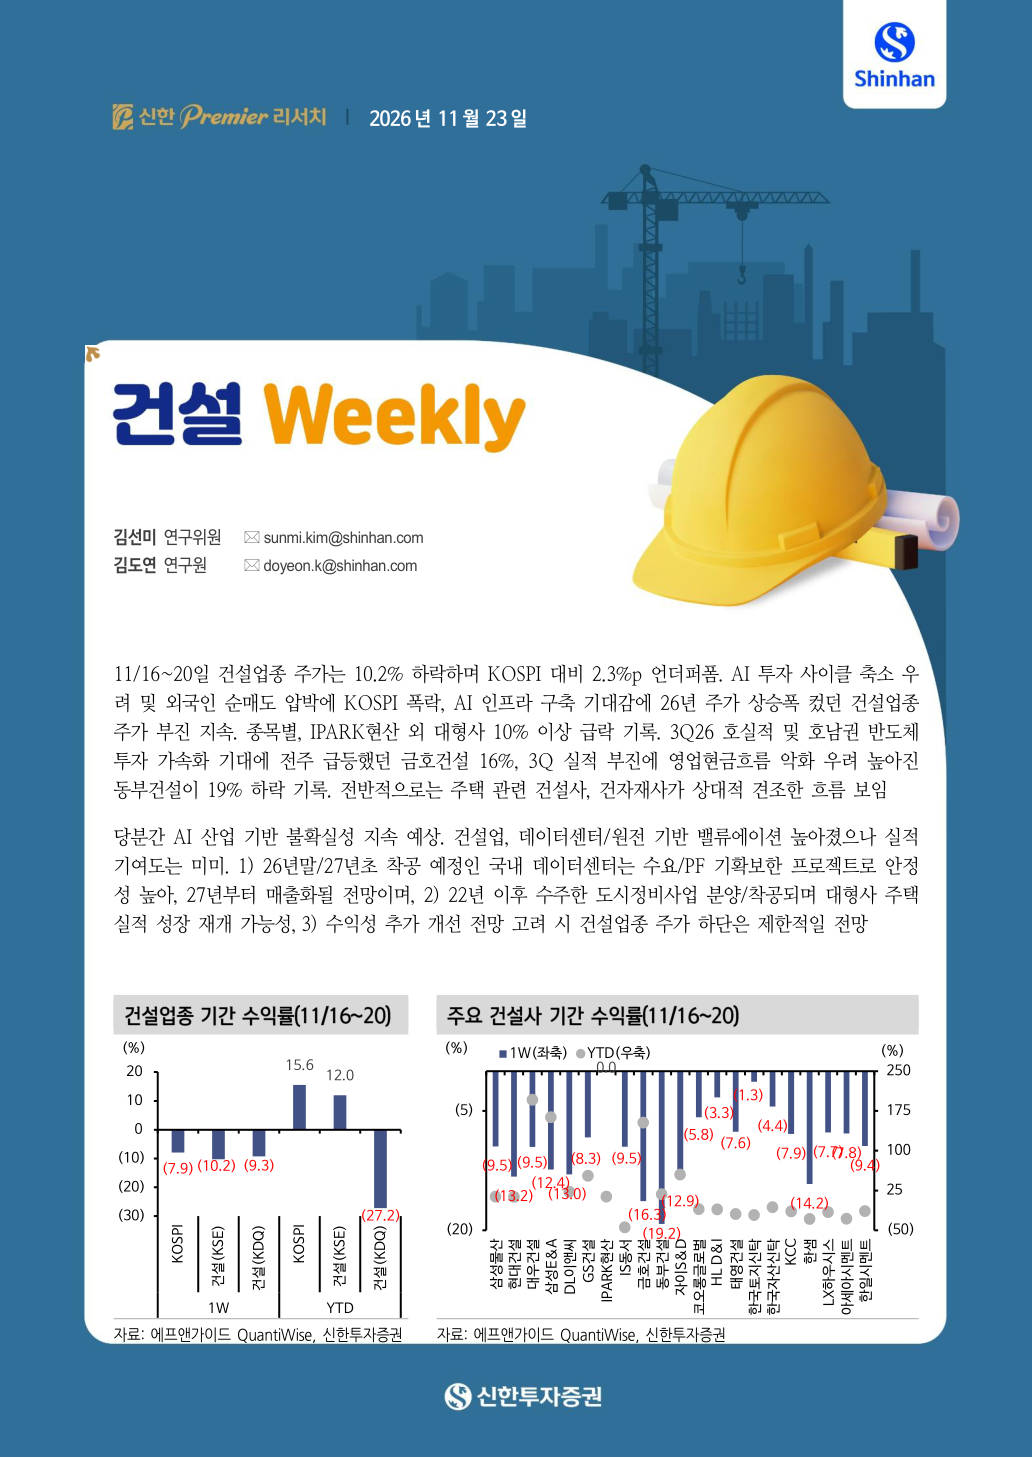 Shinhan
신한 Premier 리서치 | 2026년 11월 23일
건설 Weekly
김선미 연구위원 sunmi.kim@shinhan.com
김도연 연구원 doyeon.k@shinhan.com
11/16~20일 건설업종 주가는 10.2% 하락하며 KOSPI 대비 2.3%p 언더퍼폼. AI 투자 사이클 축소 우
려 및 외국인 순매도 압박에 KOSPI 폭락, AI 인프라 구축 기대감에 26년 주가 상승폭 컸던 건설업종
주가 부진 지속. 종목별, IPARK현산 외 대형사 10% 이상 급락 기록. 3Q26 호실적 및 호남권 반도체
투자 가속화 기대에 전주 급등했던 금호건설 16%, 3Q 실적 부진에 영업현금흐름 악화 우려 높아진
동부건설이 19% 하락 기록. 전반적으로는 주택 관련 건설사, 건자재사가 상대적 견조한 흐름 보임
당분간 AI 산업 기반 불확실성 지속 예상. 건설업, 데이터센터/원전 기반 밸류에이션 높아졌으나 실적
기여도는 미미. 1) 26년말/27년초 착공 예정인 국내 데이터센터는 수요/PF 기확보한 프로젝트로 안정
성 높아, 27년부터 매출화될 전망이며, 2) 22년 이후 수주한 도시정비사업 분양/착공되며 대형사 주택
실적 성장 재개 가능성, 3) 수익성 추가 개선 전망 고려 시 건설업종 주가 하단은 제한적일 전망
건설업종 기간 수익률(11/16~20)
(%)
20
10
0
(10)
(20)
(30)
(7.9) (10.2) (9.3) 15.6 12.0 (27.2)
KOSPI 건설(KSE) 건설(KDQ) KOSPI 건설(KSE) 건설(KDQ)
1W YTD
자료: 에프앤가이드 QuantiWise, 신한투자증권
주요 건설사 기간 수익률(11/16~20)
(%) 1W(좌축) YTD(우축) (%)
(5)
(20)
250
175
100
25
(50)
(9.5) (13.2) (9.5) (12.4) (13.0) (8.3) 0.0 (9.5) (16.3) (19.2) (12.9) (5.8) (3.3) (7.6) (1.3) (4.4) (7.9) (14.2) (7.7) (7.8) (9.4)
삼성물산 현대건설 대우건설 삼성E&A DL이앤씨 GS건설 IPARK현산 IS동서 금호건설 동부건설 자이S&D 코오롱글로벌 HL D&I 태영건설 한국토지신탁 한국자산신탁 KCC 한샘 LX하우시스 아세아시멘트 한일시멘트
자료: 에프앤가이드 QuantiWise, 신한투자증권
신한투자증권